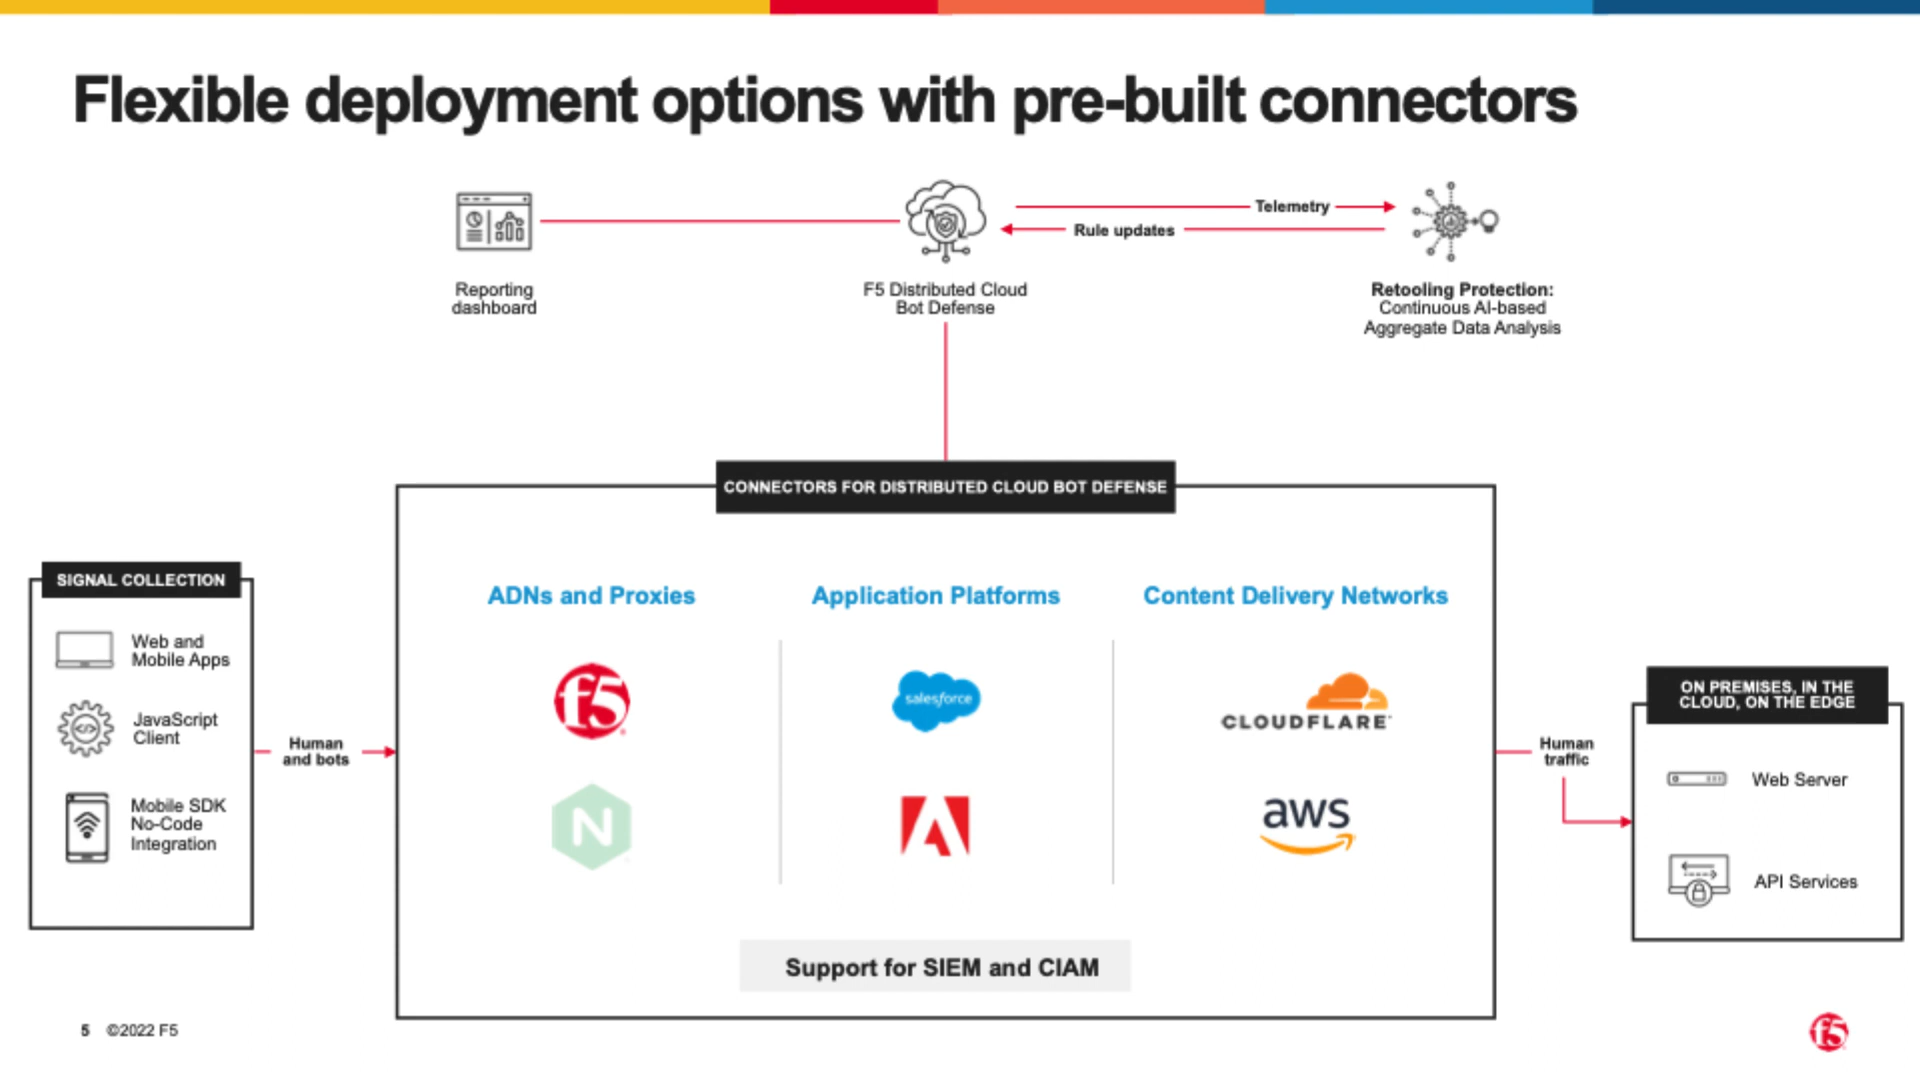 Flexible deployment options with pre-built connectors
Telemetry
Rule updates
Reporting
dashboard
F5 Distributed Cloud
Bot Defense
Retooling Protection:
Continuous AI-based
Aggregate Data Analysis
CONNECTORS FOR DISTRIBUTED CLOUD BOT DEFENSE
SIGNAL COLLECTION
Web and
Mobile Apps
JavaScript
Client
Mobile SDK
No-Code
Integration
Human
and bots
ADNs and Proxies
f5
N
Application Platforms
salesforce
Content Delivery Networks
CLOUDFLARE
aws
Support for SIEM and CIAM
Human
traffic
ON PREMISES, IN THE
CLOUD, ON THE EDGE
Web Server
API Services
5 ©2022 F5
f5